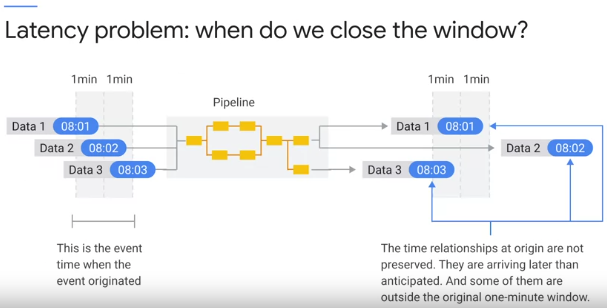 Latency problem: when do we close the window?
1min 1min
Pipeline
1min 1min
Data 1 08:01
Data 2 08:02
Data 3 08:03
Data 1 08:01
Data 2 08:02
Data 3 08:03
This is the event
time when the
event originated
The time relationships at origin are not
preserved. They are arriving later than
anticipated. And some of them are
outside the original one-minute window.